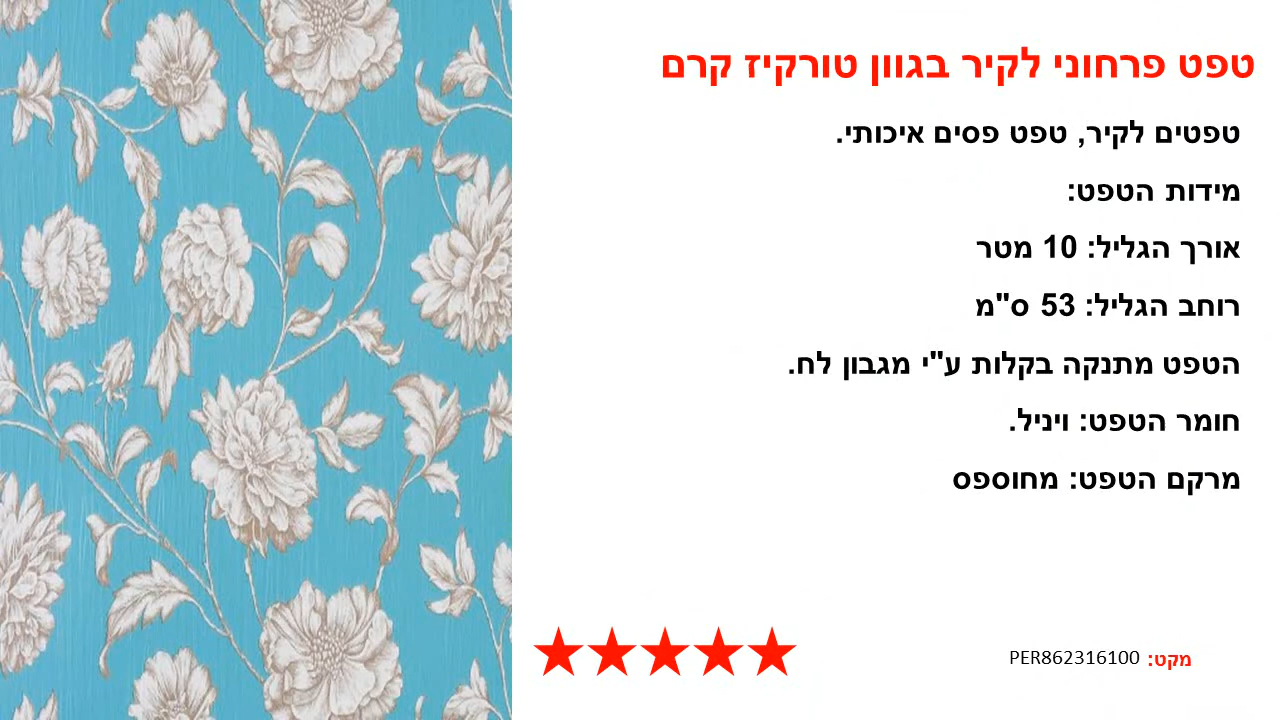 טפט פרחוני לקיר בגוון טורקיז קרם
טפטים לקיר, טפט פסים איכותי.
מידות הטפט:
אורך הגליל: 10 מטר
רוחב הגליל: 53 ס"מ
הטפט מתנקה בקלות ע"י מגבון לח.
חומר הטפט: ויניל.
מרקם הטפט: מחוספס
מקט: PER862316100